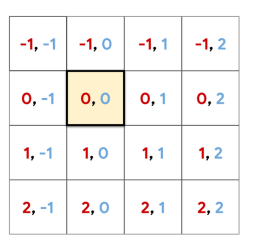 -1, -1 -1, 0 -1, 1 -1, 2
0, -1 0, 0 0, 1 0, 2
1, -1 1, 0 1, 1 1, 2
2, -1 2, 0 2, 1 2, 2